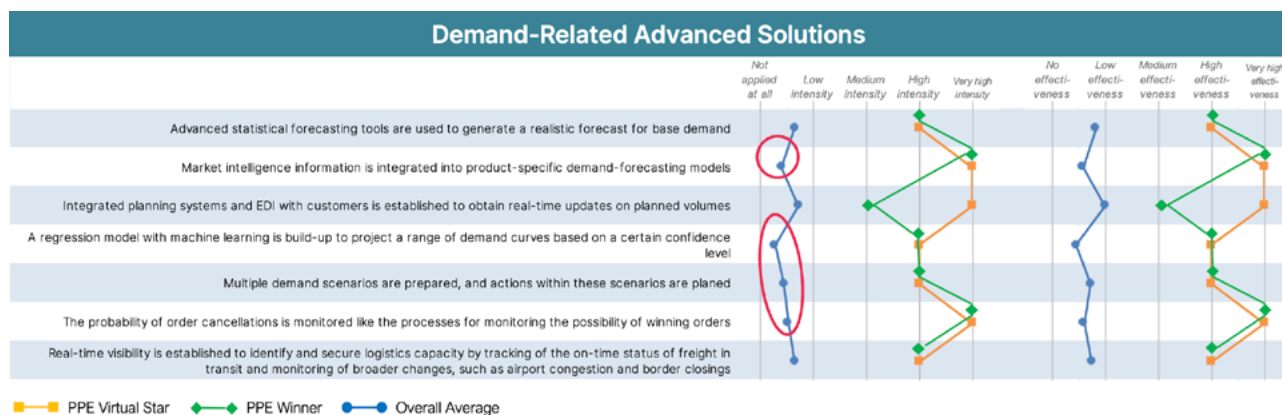 Demand-Related Advanced Solutions
Not applied at all
Low intensity
Medium intensity
High intensity
Very high intensity
No effecti-veness
Low effecti-veness
Medium effecti-veness
High effecti-veness
Very high effecti-veness
Advanced statistical forecasting tools are used to generate a realistic forecast for base demand
Market intelligence information is integrated into product-specific demand-forecasting models
Integrated planning systems and EDI with customers is established to obtain real-time updates on planned volumes
A regression model with machine learning is build-up to project a range of demand curves based on a certain confidence
level
Multiple demand scenarios are prepared, and actions within these scenarios are planed
The probability of order cancellations is monitored like the processes for monitoring the possibility of winning orders
Real-time visibility is established to identify and secure logistics capacity by tracking of the on-time status of freight in
transit and monitoring of broader changes, such as airport congestion and border closings
PPE Virtual Star
PPE Winner
Overall Average